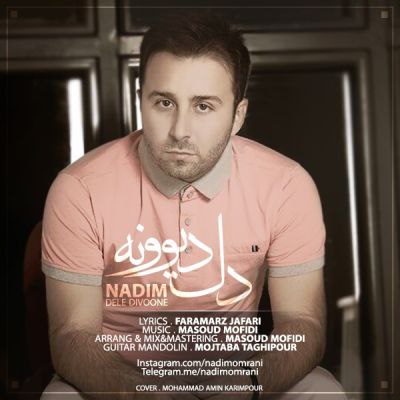 دل دیوونه
NADIM
DELE DIVOONE
LYRICS . FARAMARZ JAFARI
MUSIC . MASOUD MOFIDI
ARRANG & MIX&MASTERING . MASOUD MOFIDI
GUITAR MANDOLIN . MOJTABA TAGHIPOUR
Instagram.com/nadimomrani
Telegram.me/nadimomrani
COVER . MOHAMMAD AMIN KARIMPOUR